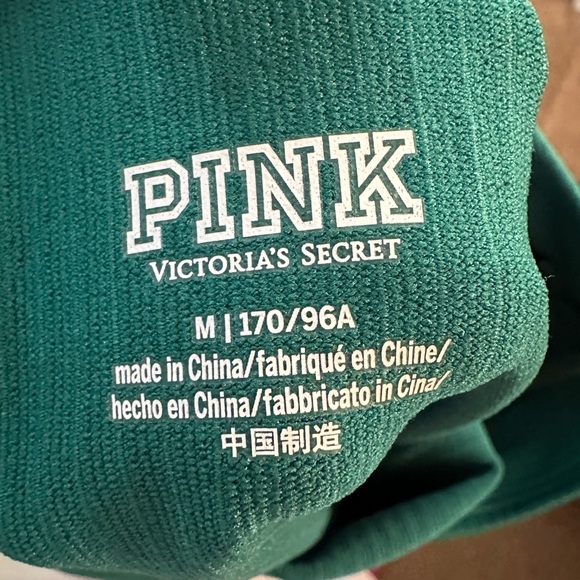 PINK
VICTORIA'S SECRET
M | 170/96A
made in China/fabriqué en Chine/
hecho en China/fabbricato in Cina/
中国制造